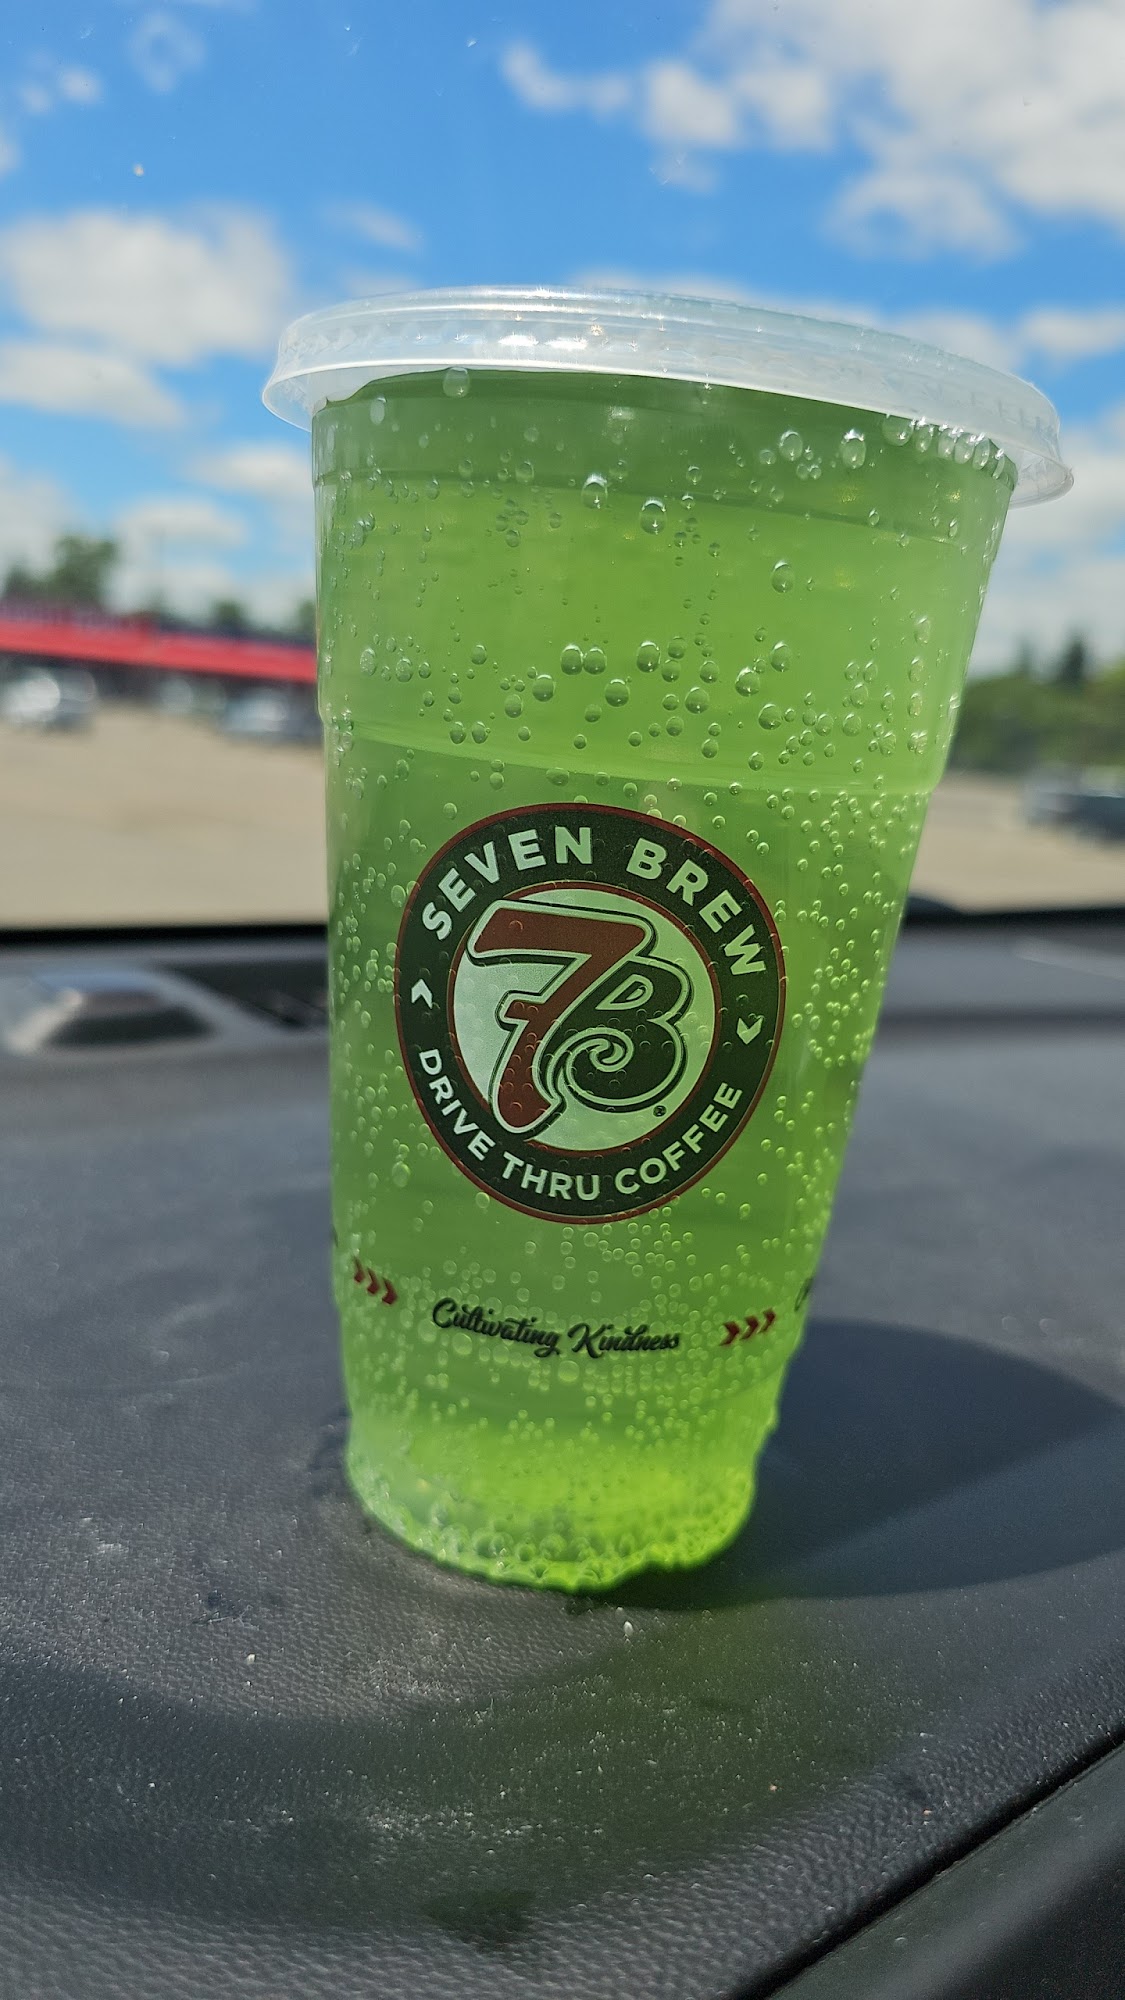 SEVEN BREW
7B
®
DRIVE THRU COFFEE
Cultivating Kindness